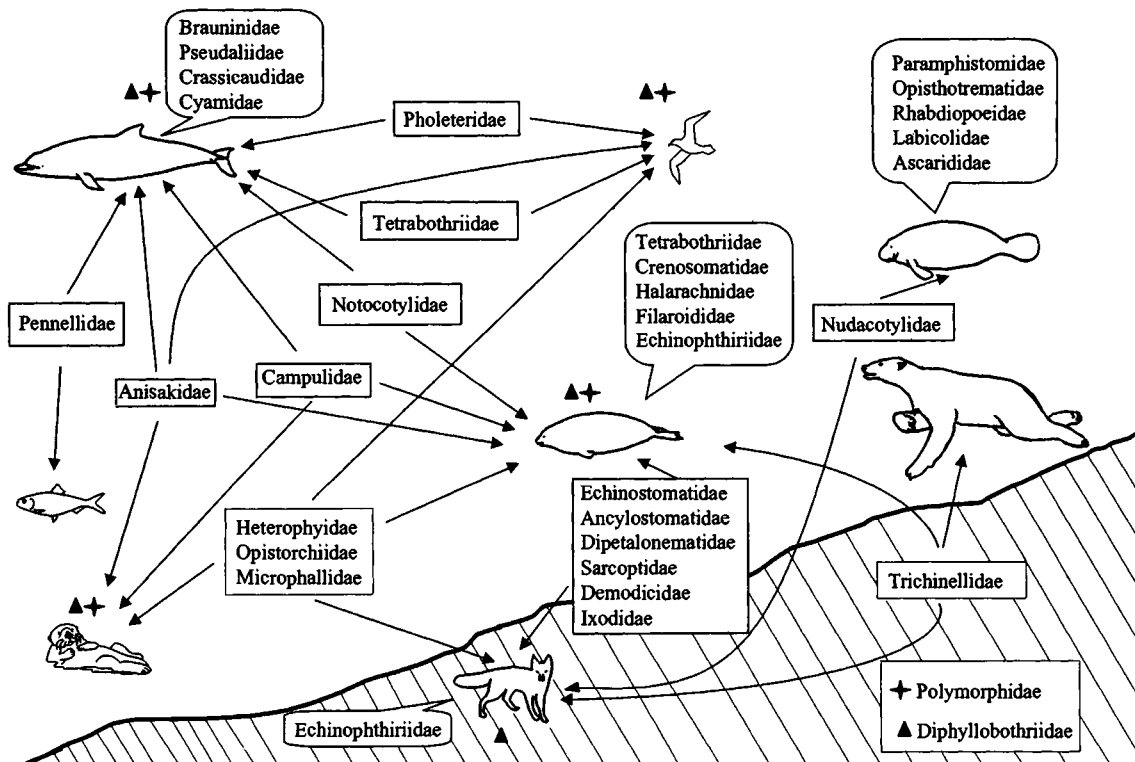 Brauninidae
Pseudaliidae
Crassicaudidae
Cyamidae
Paramphistomidae
Opisthotrematidae
Rhabdiopoeidae
Labicolidae
Ascarididae
Pholeteridae
Tetrabothriidae
Tetrabothriidae
Crenosomatidae
Halarachnidae
Filaroididae
Echinophthiriidae
Notocotylidae
Pennellidae
Nudacotylidae
Anisakidae
Campulidae
Heterophyidae
Opistorchiidae
Microphallidae
Echinostomatidae
Ancylostomatidae
Dipetalonematidae
Sarcoptidae
Demodicidae
Ixodidae
Trichinellidae
Echinophthiriidae
Polymorphidae
Diphyllobothriidae